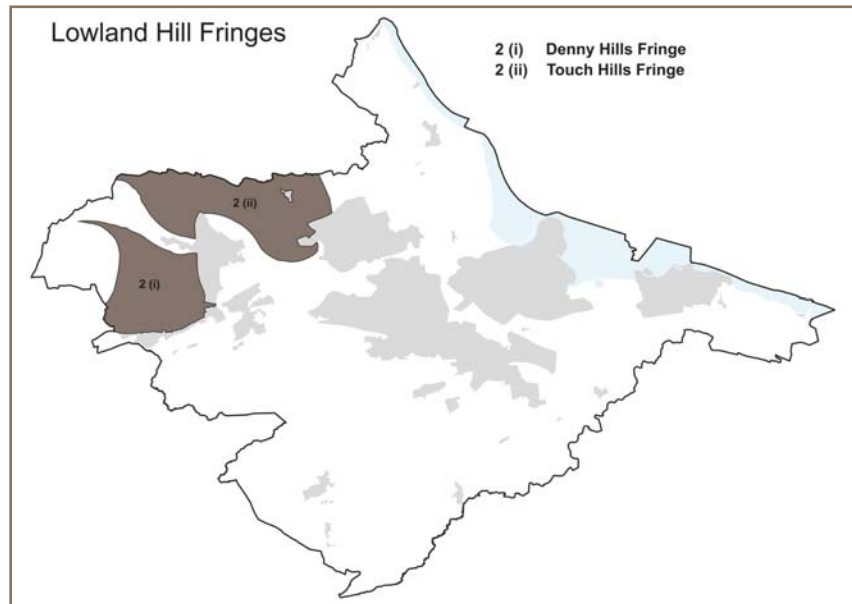 Lowland Hill Fringes
2 (i) Denny Hills Fringe
2 (ii) Touch Hills Fringe
2 (ii)
2 (i)